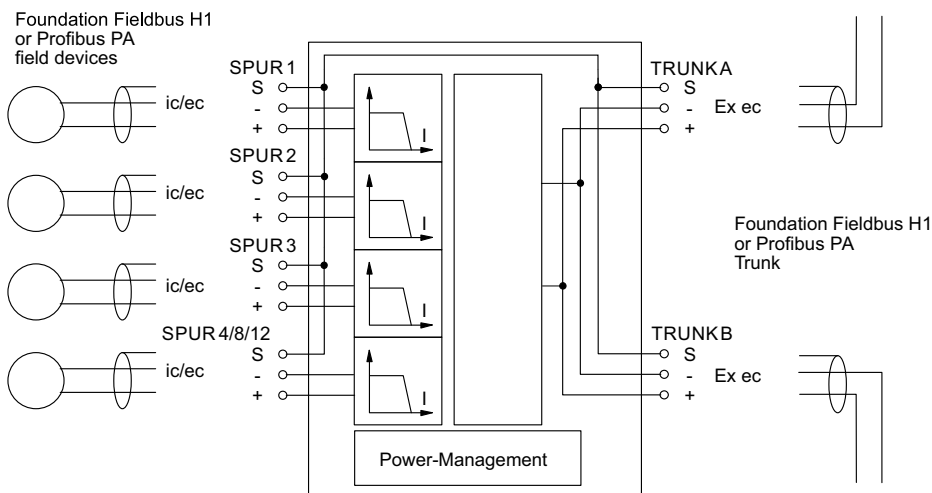 Foundation Fieldbus H1
or Profibus PA
field devices
SPUR 1
S
-
+
ic/ec
I
SPUR 2
S
-
+
ic/ec
I
SPUR 3
S
-
+
ic/ec
I
SPUR 4/8/12
S
-
+
ic/ec
I
Power-Management
TRUNK A
S
-
+
Ex ec
Foundation Fieldbus H1
or Profibus PA
Trunk
TRUNK B
S
-
+
Ex ec